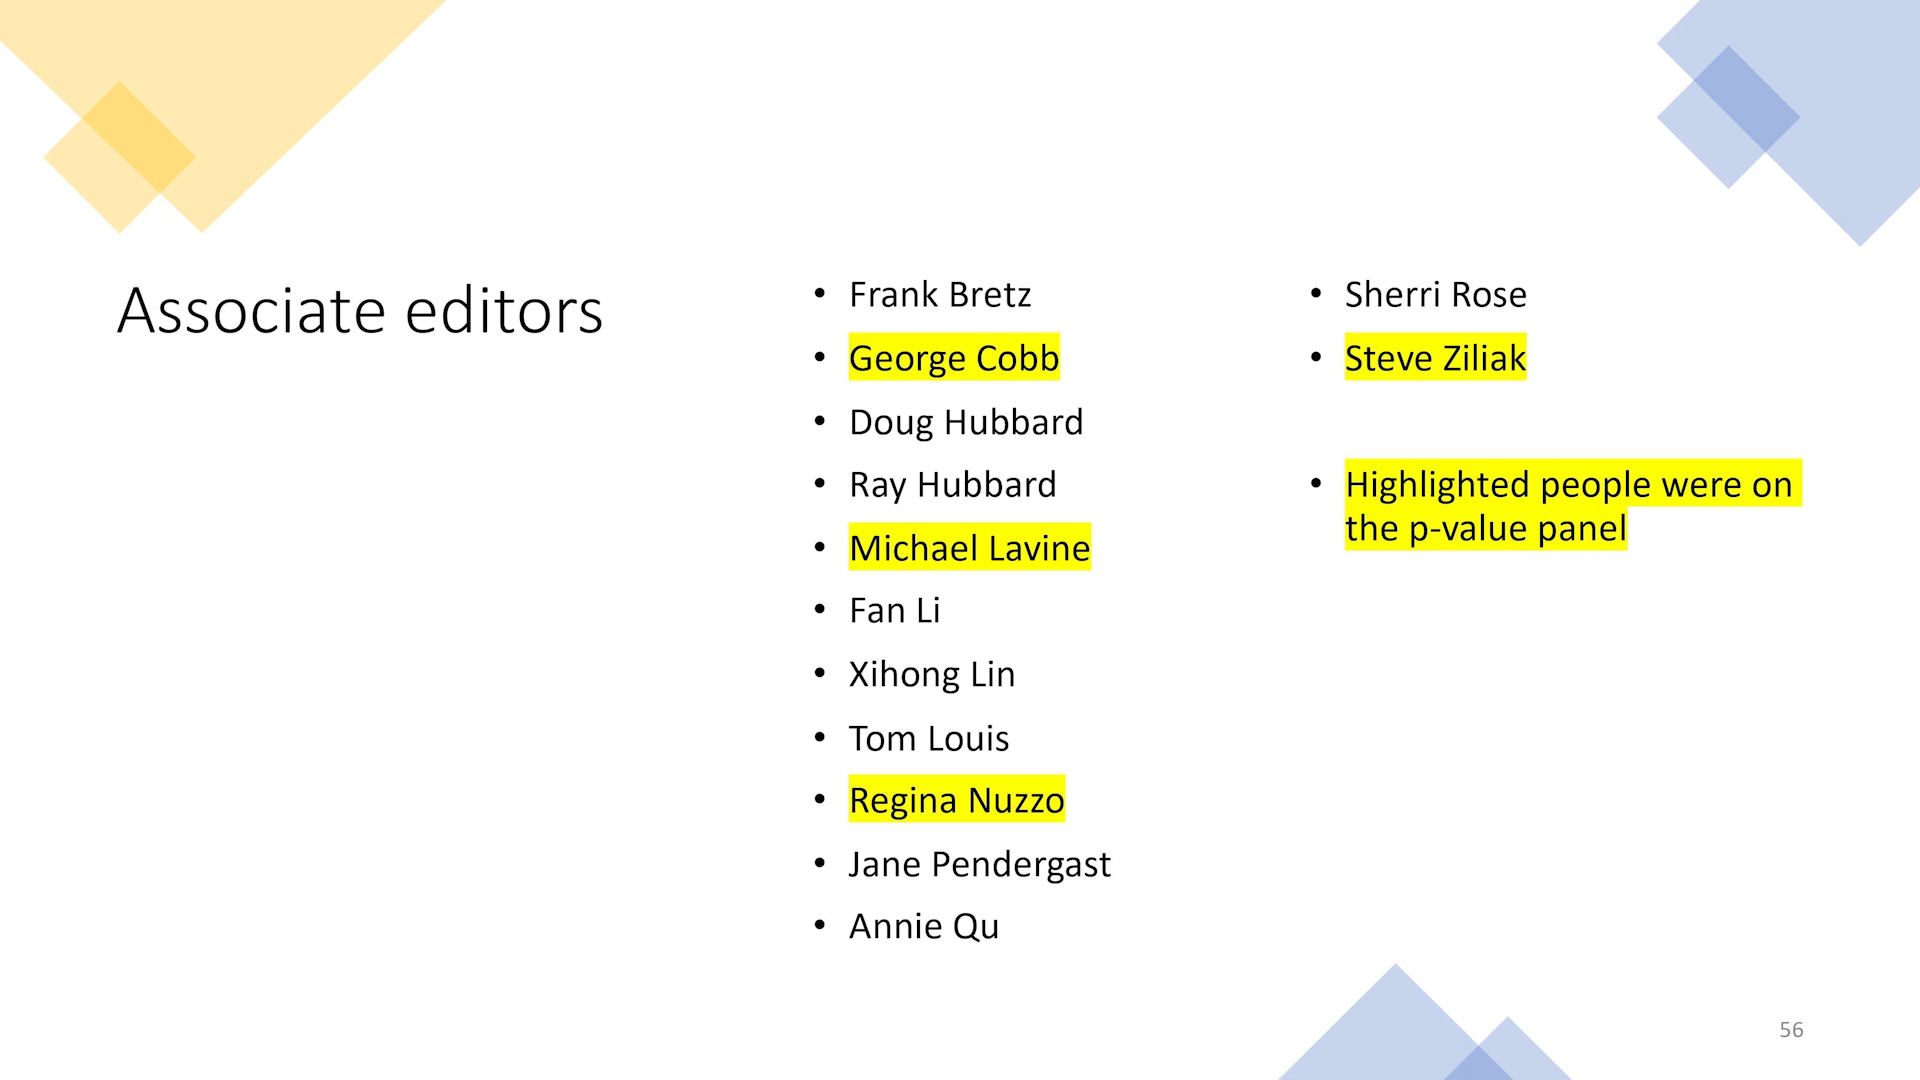 Associate editors
• Frank Bretz
• George Cobb
• Doug Hubbard
• Ray Hubbard
• Michael Lavine
• Fan Li
• Xihong Lin
• Tom Louis
• Regina Nuzzo
• Jane Pendergast
• Annie Qu
• Sherri Rose
• Steve Ziliak
• Highlighted people were on
the p-value panel
56